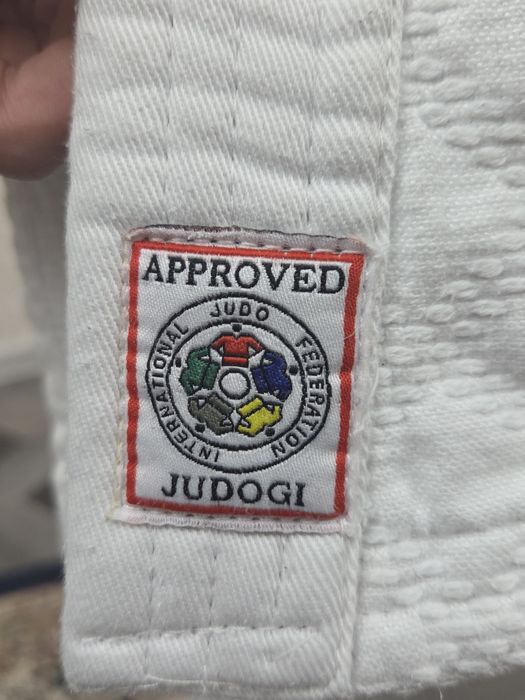 APPROVED
INTERNATIONAL JUDO FEDERATION
JUDOGI